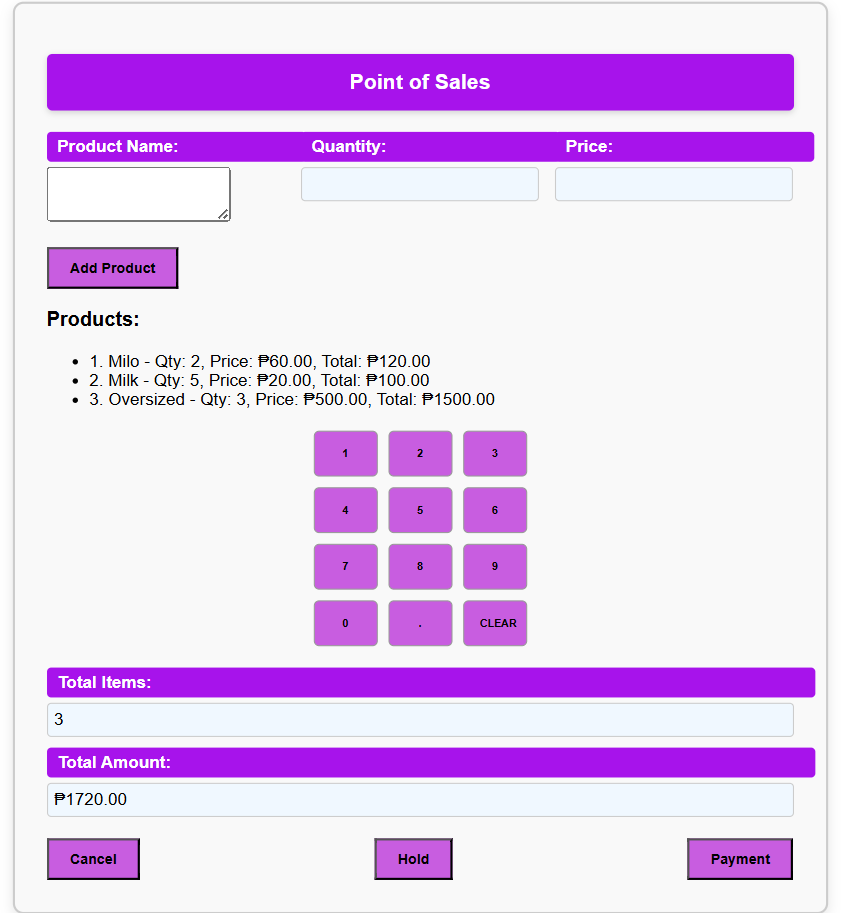 Point of Sales
Product Name: Quantity: Price:
Add Product
Products:
• 1. Milo - Qty: 2, Price: ₱60.00, Total: ₱120.00
• 2. Milk - Qty: 5, Price: ₱20.00, Total: ₱100.00
• 3. Oversized - Qty: 3, Price: ₱500.00, Total: ₱1500.00
1 2 3
4 5 6
7 8 9
0 . CLEAR
Total Items:
3
Total Amount:
₱1720.00
Cancel Hold Payment